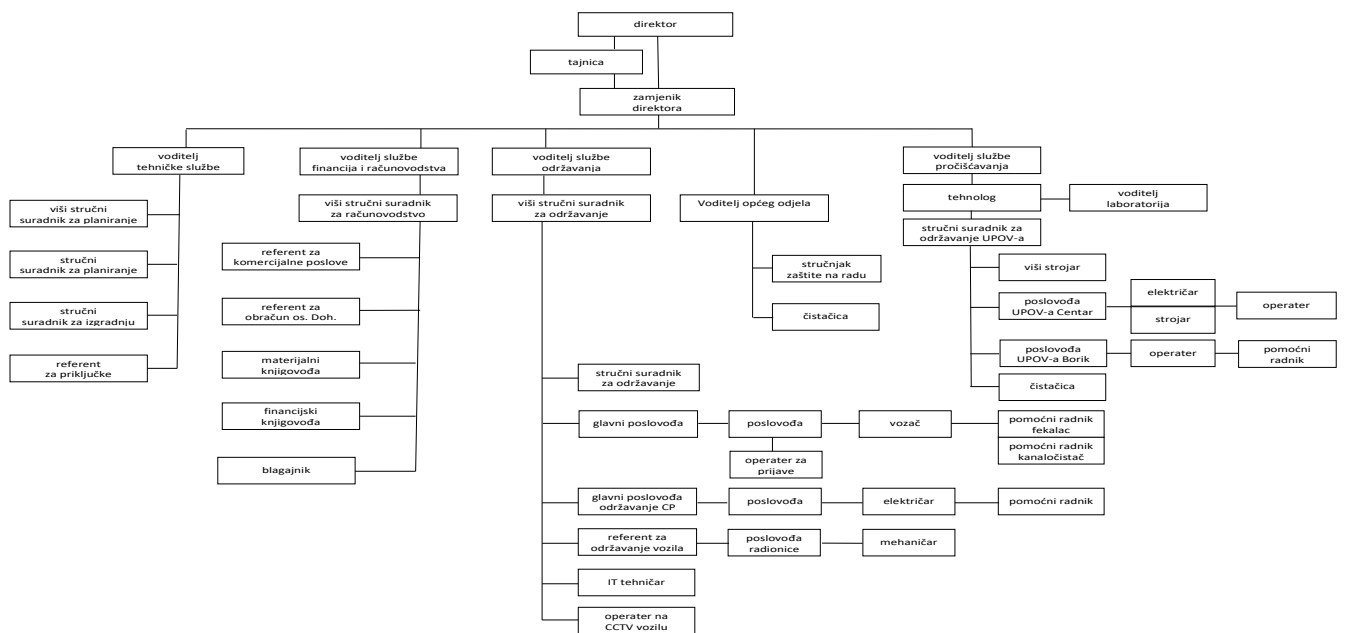 direktor
tajnica
zamjenik
direktora
voditelj
tehničke službe
voditelj službe
financija i računovodstva
voditelj službe
održavanja
voditelj službe
pročišćavanja
viši stručni
suradnik za planiranje
stručni
suradnik za planiranje
stručni
suradnik za izgradnju
referent
za priključke
viši stručni suradnik
za računovodstvo
referent za
komercijalne poslove
referent za
obračun os. Doh.
materijalni
knjigovođa
financijski
knjigovođa
blagajnik
viši stručni suradnik
za održavanje
stručni suradnik
za održavanje
glavni poslovođa
poslovođa
vozač
pomoćni radnik
fekalac
pomoćni radnik
kanaločistač
operater za
prijave
glavni poslovođa
održavanje CP
poslovođa
električar
pomoćni radnik
referent za
održavanje vozila
poslovođa
radionice
mehaničar
IT tehničar
operater na
CCTV vozilu
Voditelj općeg odjela
stručnjak
zaštite na radu
čistačica
tehnolog
voditelj
laboratorija
stručni suradnik za
održavanje UPOV-a
viši strojar
poslovođa
UPOV-a Centar
električar
strojar
operater
poslovođa
UPOV-a Borik
operater
pomoćni
radnik
čistačica